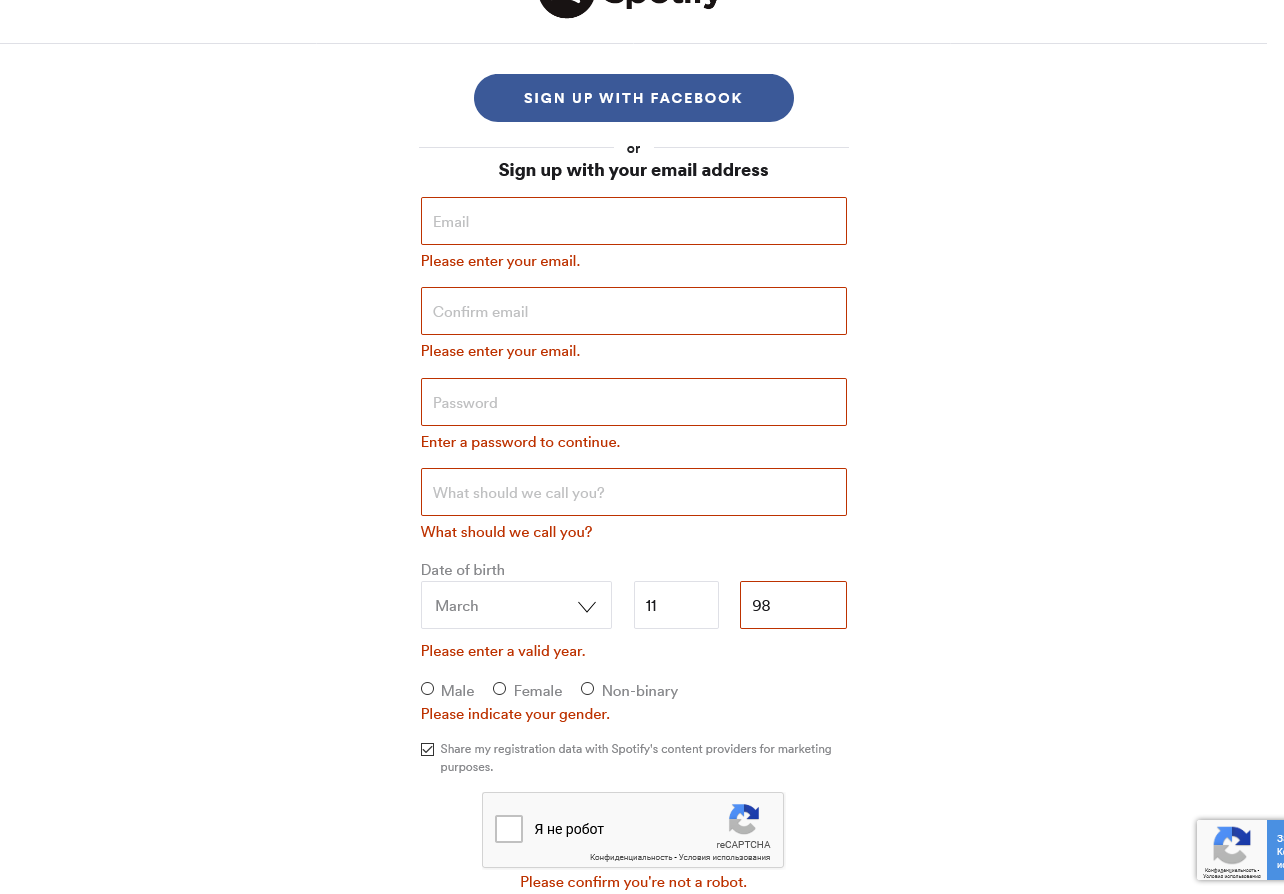 Spotify
SIGN UP WITH FACEBOOK
or
Sign up with your email address
Email
Please enter your email.
Confirm email
Please enter your email.
Password
Enter a password to continue.
What should we call you?
What should we call you?
Date of birth
March 11 98
Please enter a valid year.
Male Female Non-binary
Please indicate your gender.
Share my registration data with Spotify's content providers for marketing
purposes.
Я не робот
reCAPTCHA
Конфиденциальность - Условия использования
Please confirm you're not a robot.
Конфиденциальность -
Условия использования